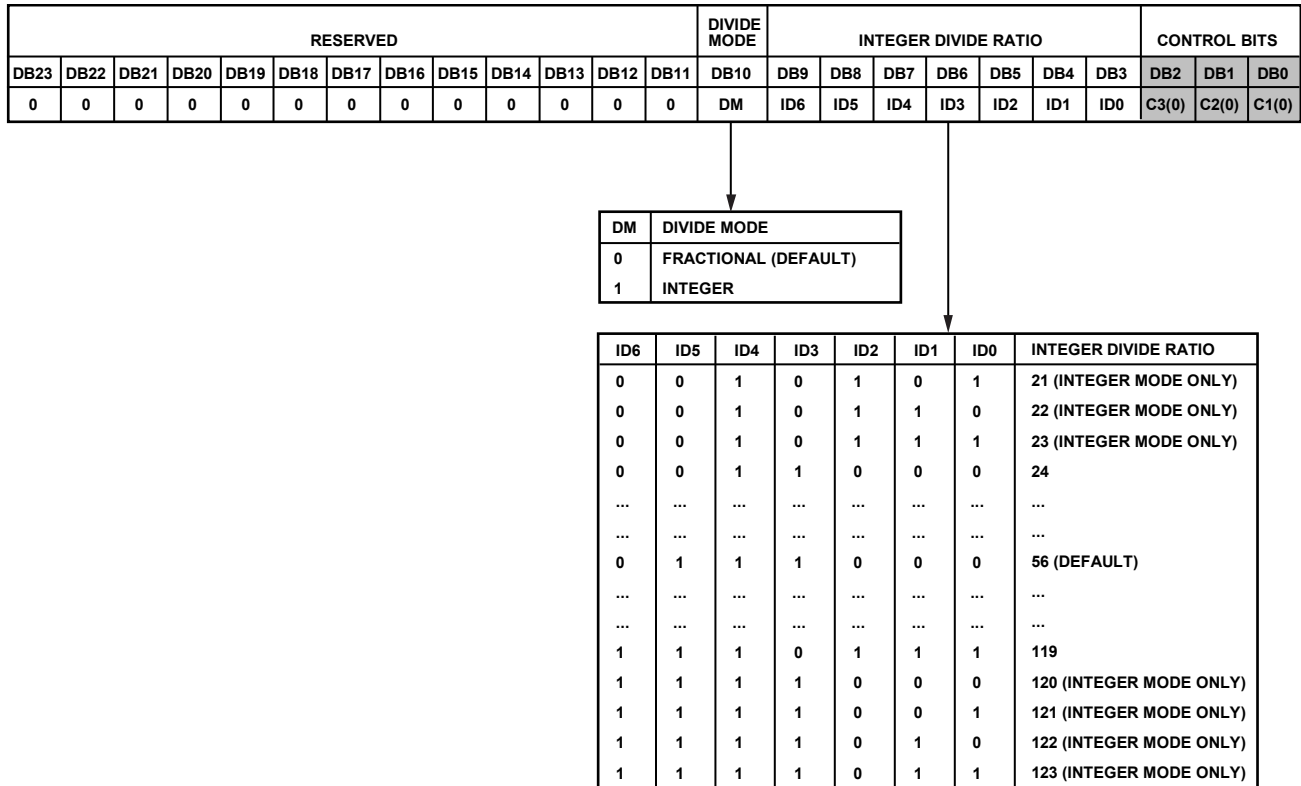 RESERVED DIVIDE MODE INTEGER DIVIDE RATIO CONTROL BITS
DB23 DB22 DB21 DB20 DB19 DB18 DB17 DB16 DB15 DB14 DB13 DB12 DB11 DB10 DB9 DB8 DB7 DB6 DB5 DB4 DB3 DB2 DB1 DB0
0 0 0 0 0 0 0 0 0 0 0 0 0 DM ID6 ID5 ID4 ID3 ID2 ID1 ID0 C3(0) C2(0) C1(0)
DM DIVIDE MODE
0 FRACTIONAL (DEFAULT)
1 INTEGER
ID6 ID5 ID4 ID3 ID2 ID1 ID0 INTEGER DIVIDE RATIO
0 0 1 0 1 0 1 21 (INTEGER MODE ONLY)
0 0 1 0 1 1 0 22 (INTEGER MODE ONLY)
0 0 1 0 1 1 1 23 (INTEGER MODE ONLY)
0 0 1 1 0 0 0 24
... ... ... ... ... ... ... ...
... ... ... ... ... ... ... ...
0 1 1 1 0 0 0 56 (DEFAULT)
... ... ... ... ... ... ... ...
... ... ... ... ... ... ... ...
1 1 1 0 1 1 1 119
1 1 1 1 0 0 0 120 (INTEGER MODE ONLY)
1 1 1 1 0 0 1 121 (INTEGER MODE ONLY)
1 1 1 1 0 1 0 122 (INTEGER MODE ONLY)
1 1 1 1 0 1 1 123 (INTEGER MODE ONLY)